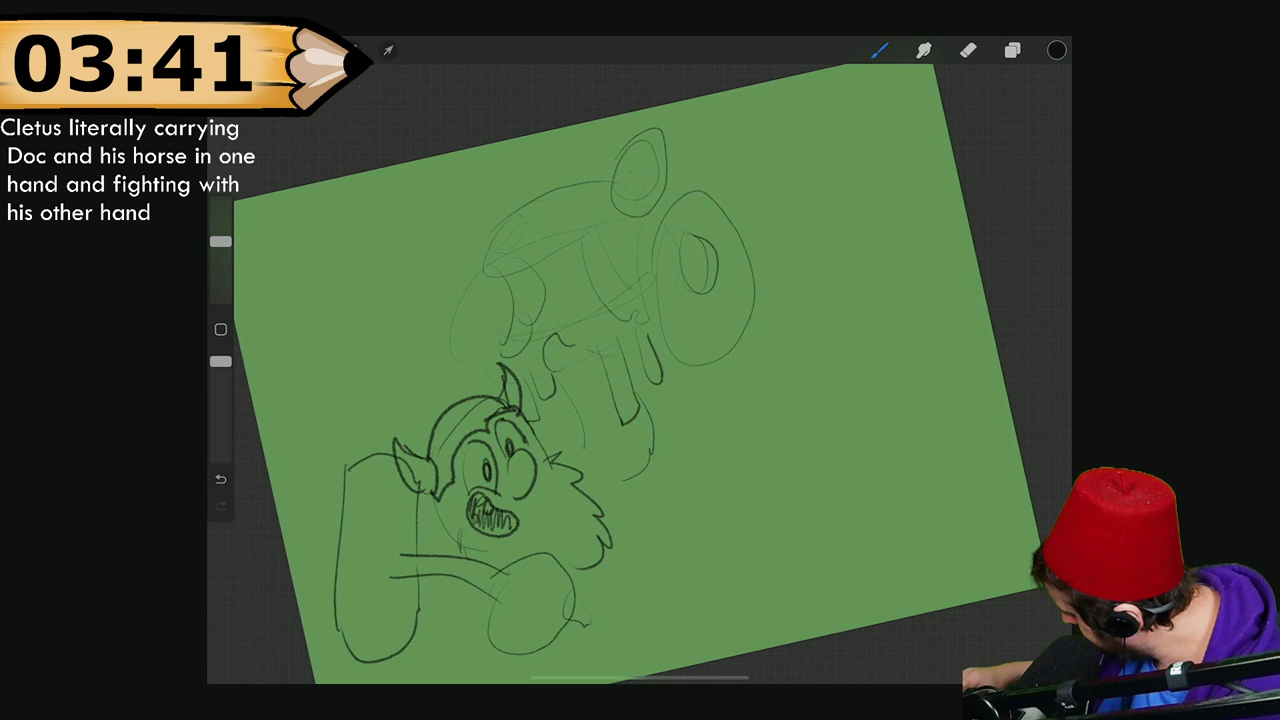 03:41
Cletus literally carrying
Doc and his horse in one
hand and fighting with
his other hand